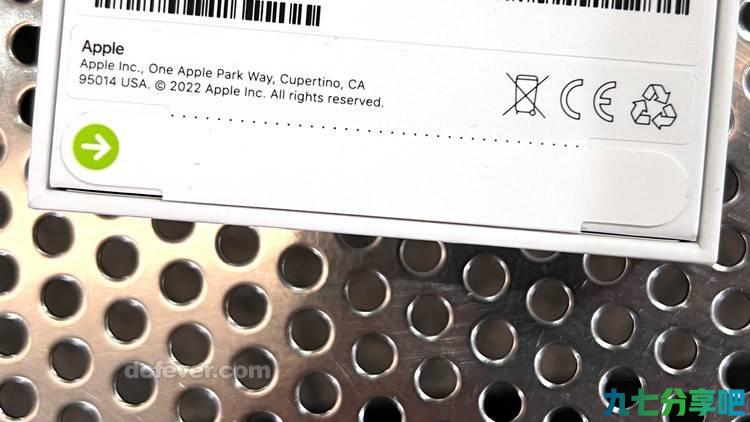 Apple
Apple Inc., One Apple Park Way, Cupertino, CA
95014 USA. © 2022 Apple Inc. All rights reserved.
CE
dcfever.com
九七分享吧